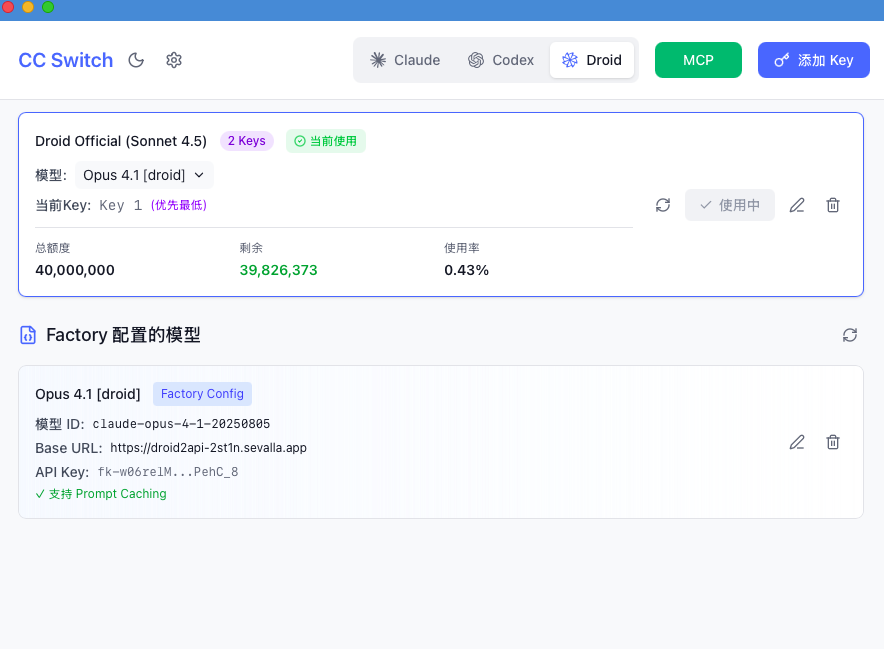 CC Switch
Claude
Codex
Droid
MCP
添加 Key
Droid Official (Sonnet 4.5) 2 Keys 当前使用
模型: Opus 4.1 [droid]
当前Key: Key 1 (优先最低)
使用中
总额度 剩余 使用率
40,000,000 39,826,373 0.43%
Factory 配置的模型
Opus 4.1 [droid] Factory Config
模型 ID: claude-opus-4-1-20250805
Base URL: https://droid2api-2st1n.sevalla.app
API Key: fk-w06relM...PehC_8
✓ 支持 Prompt Caching